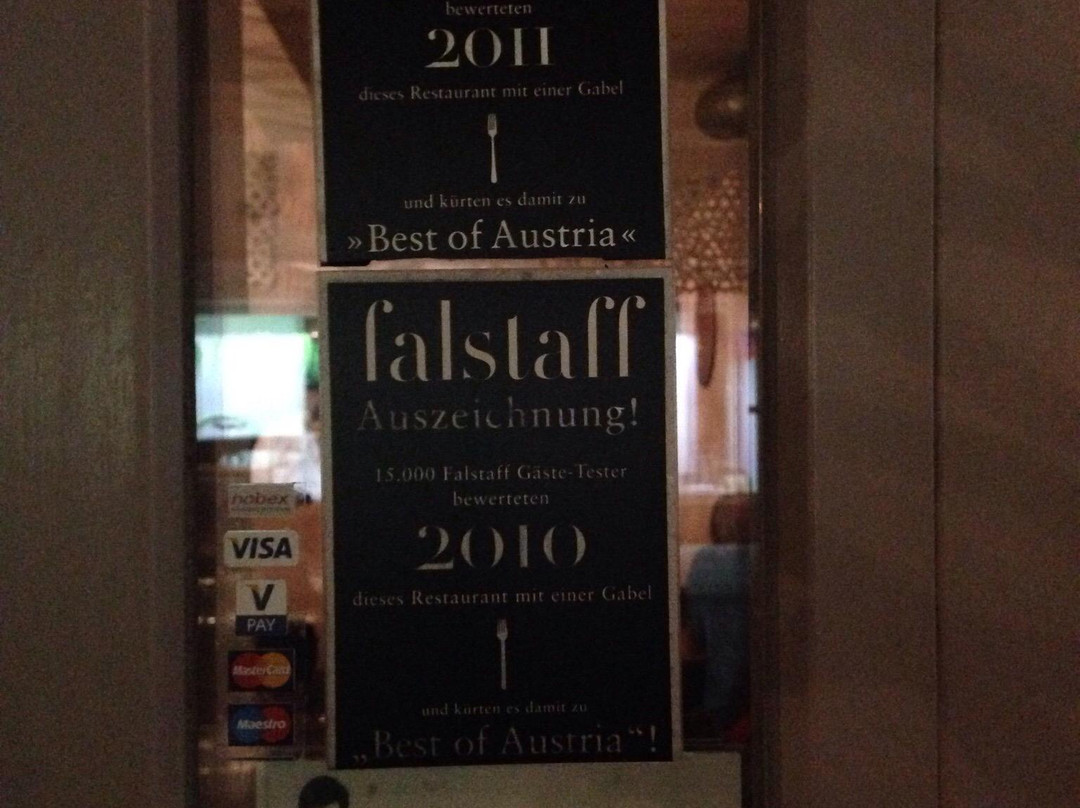 bewerteten
2011
dieses Restaurant mit einer Gabel
und kürten es damit zu
»Best of Austria«
falstaff
Auszeichnung!
15.000 Falstaff Gäste-Tester
bewerteten
2010
dieses Restaurant mit einer Gabel
und kürten es damit zu
„Best of Austria“!
hobex
VISA
V
PAY
MasterCard
Maestro